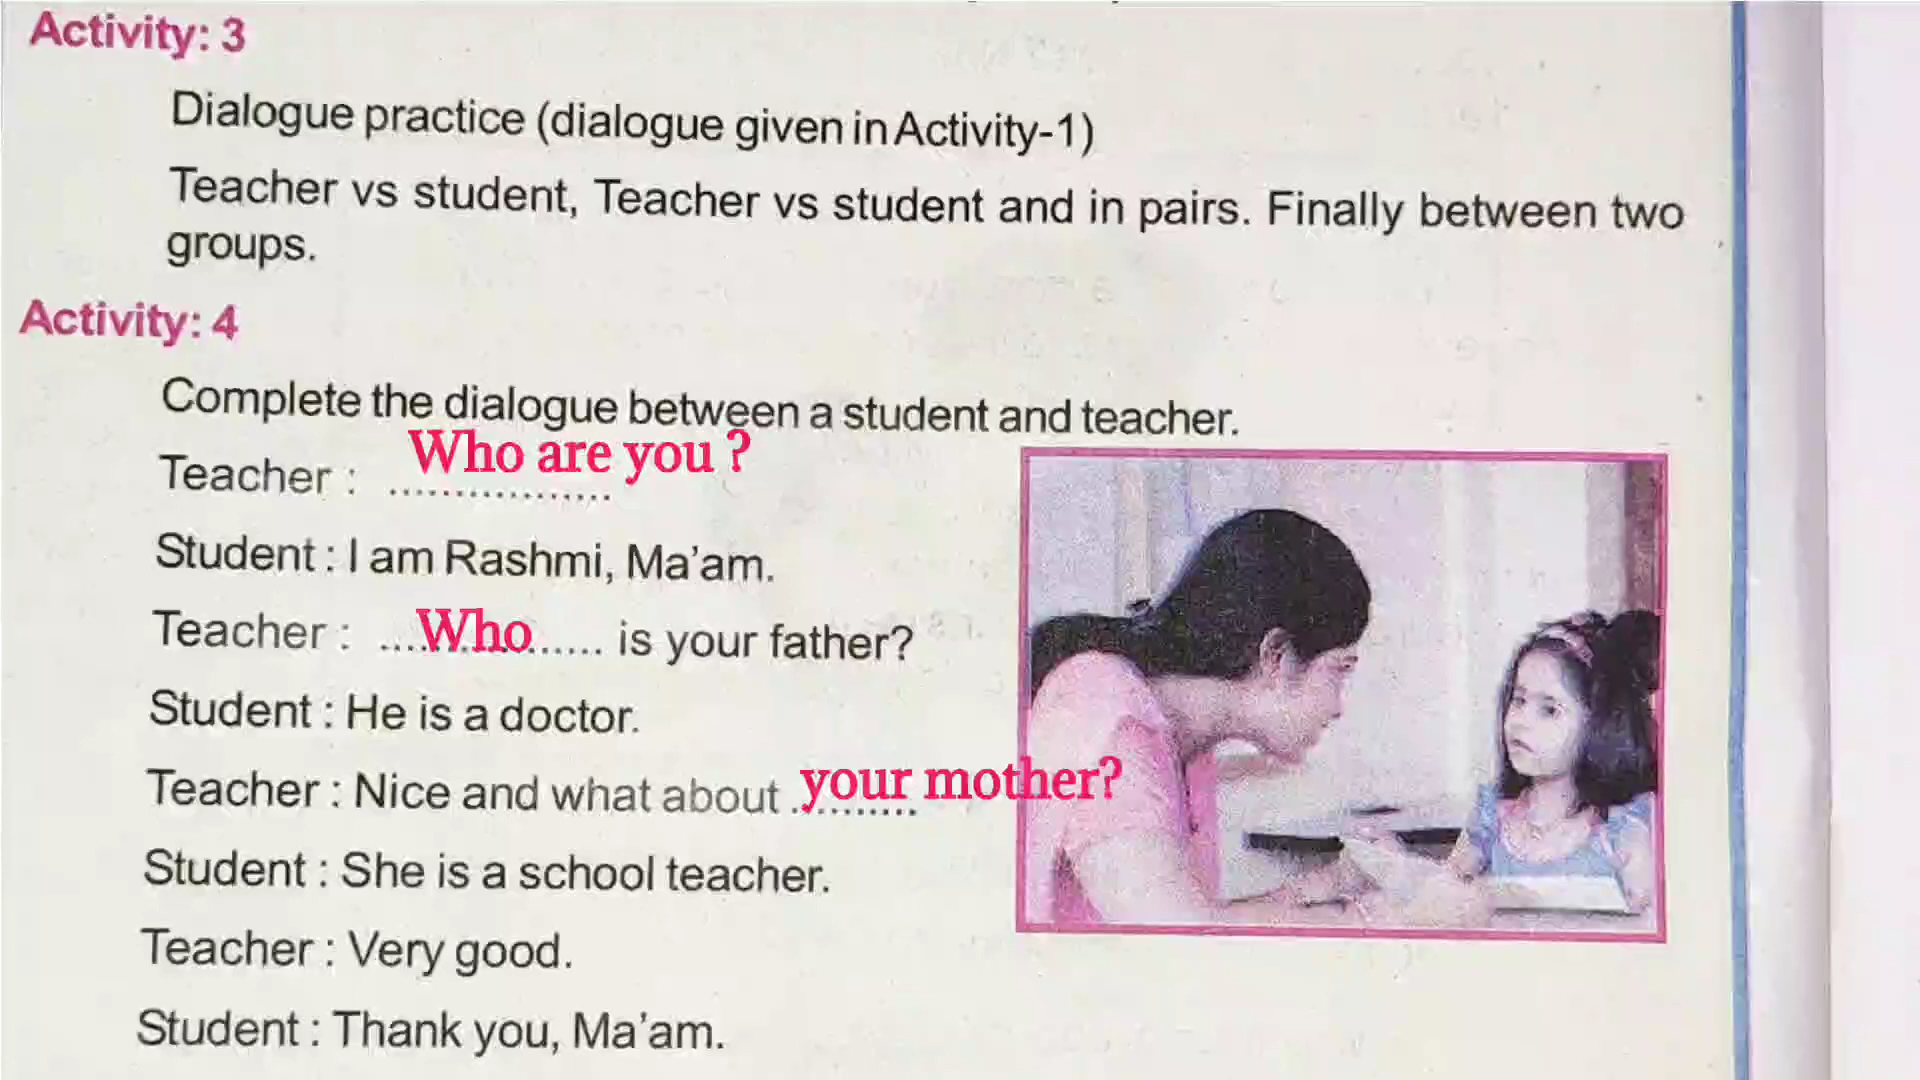 Activity: 3
Dialogue practice (dialogue given in Activity-1)
Teacher vs student, Teacher vs student and in pairs. Finally between two
groups.
Activity: 4
Complete the dialogue between a student and teacher.
Teacher : Who are you ? .................
Student : I am Rashmi, Ma'am.
Teacher : ....Who...... is your father?
Student : He is a doctor.
Teacher : Nice and what about your mother? ..........
Student : She is a school teacher.
Teacher : Very good.
Student : Thank you, Ma'am.